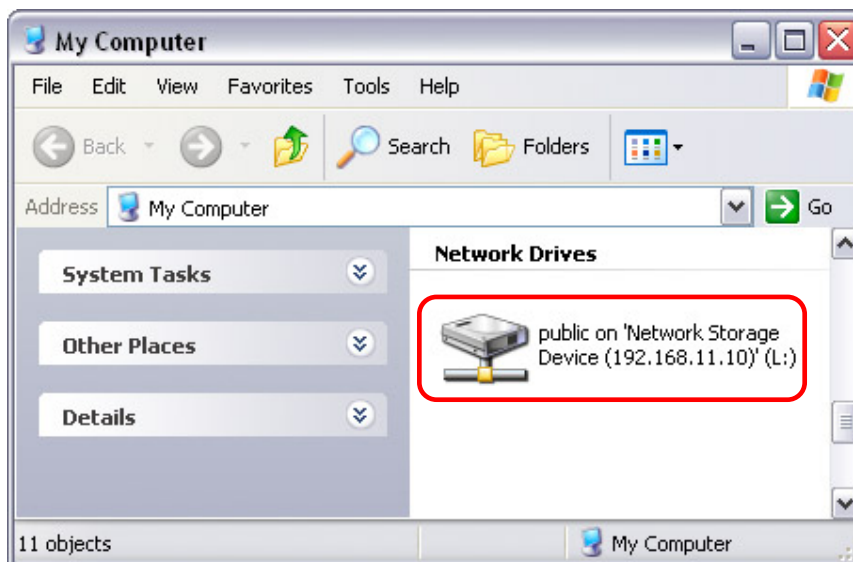 My Computer
File Edit View Favorites Tools Help
Back Search Folders
Address My Computer Go
System Tasks
Other Places
Details
Network Drives
public on 'Network Storage
Device (192.168.11.10)' (L:)
11 objects My Computer